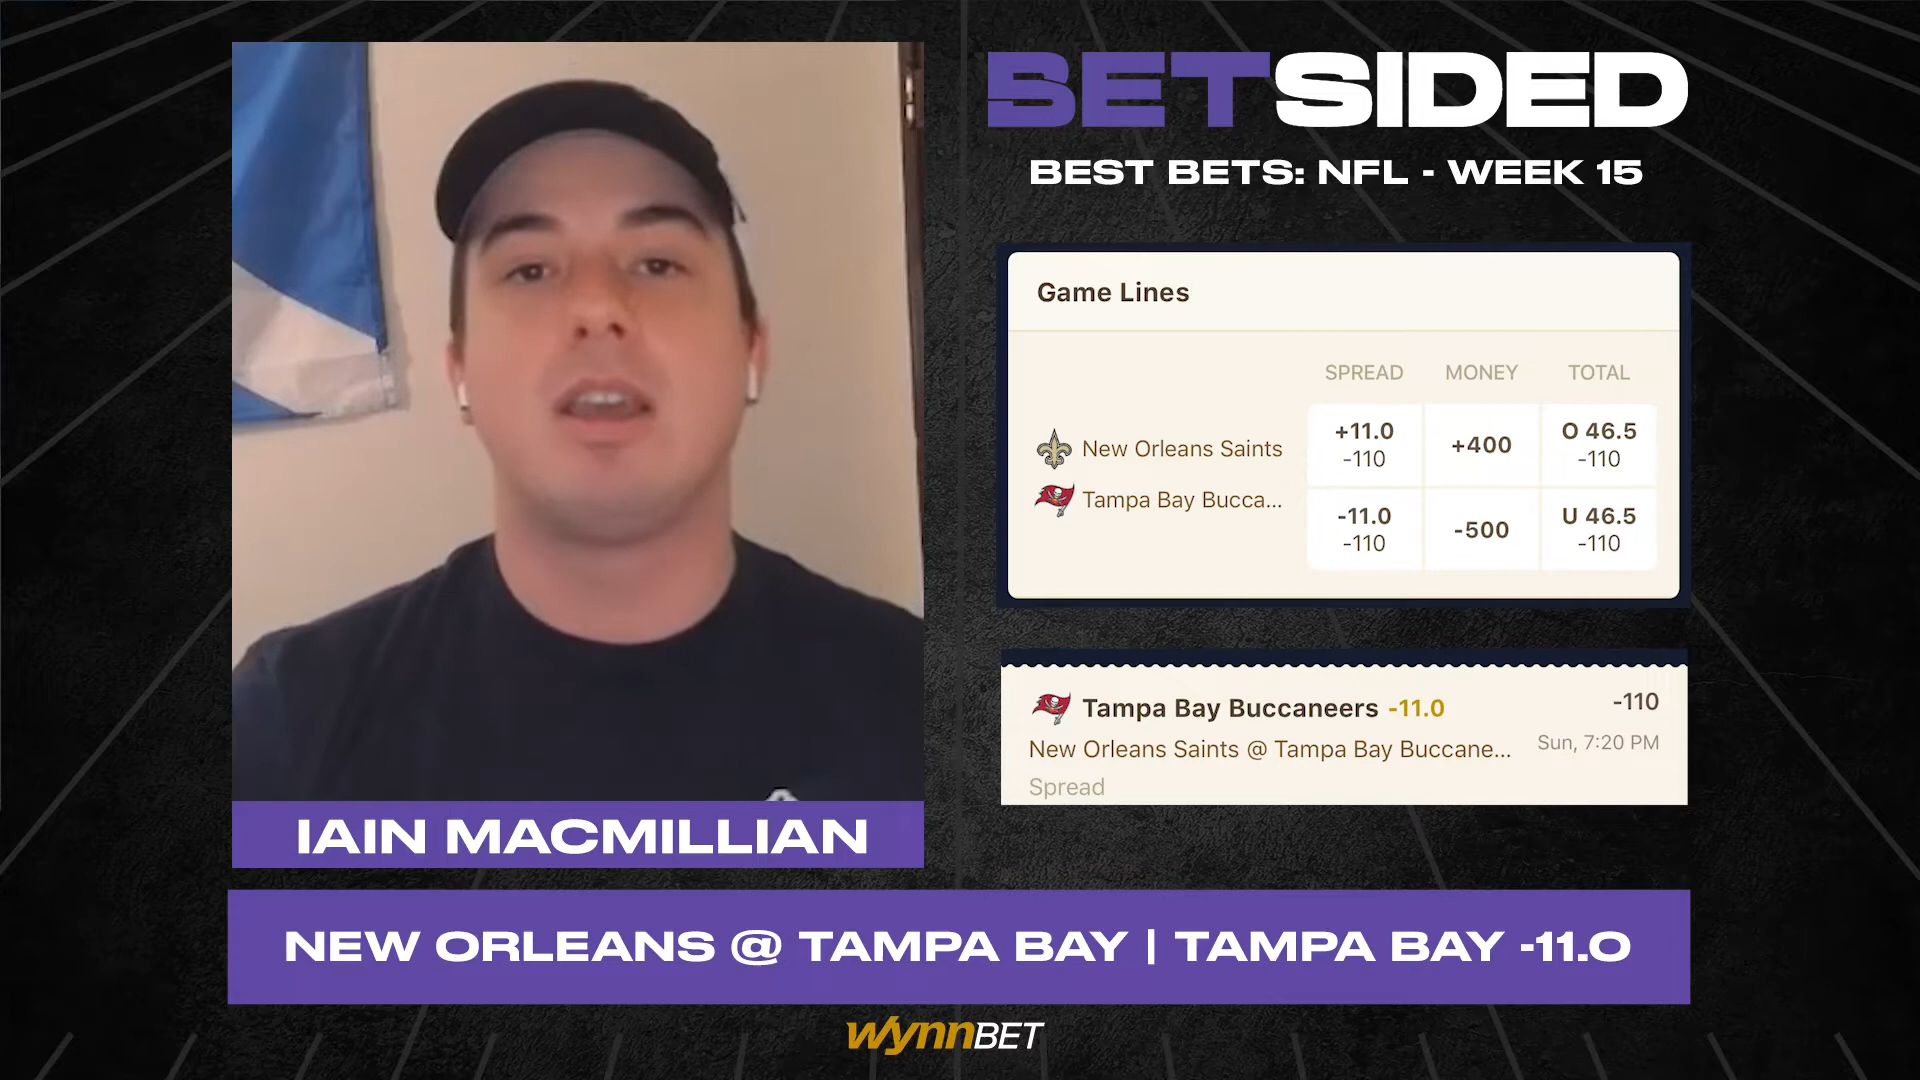 BETSIDED
BEST BETS: NFL - WEEK 15
Game Lines
SPREAD MONEY TOTAL
New Orleans Saints
+11.0 -110
+400
O 46.5 -110
Tampa Bay Bucca...
-11.0 -110
-500
U 46.5 -110
Tampa Bay Buccaneers -11.0 -110
New Orleans Saints @ Tampa Bay Buccane... Sun, 7:20 PM
Spread
IAIN MACMILLIAN
NEW ORLEANS @ TAMPA BAY | TAMPA BAY -11.0
wynnBET